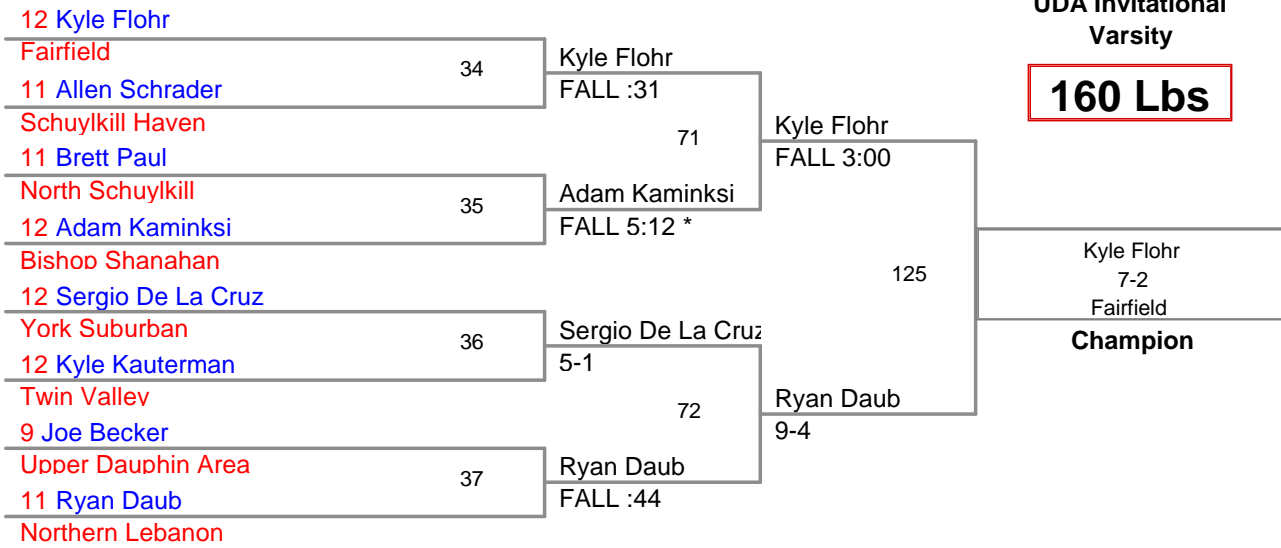 UDA Invitational
Varsity
160 Lbs
12 Kyle Flohr
Fairfield
11 Allen Schrader
Schuylkill Haven
11 Brett Paul
North Schuylkill
12 Adam Kaminksi
Bishop Shanahan
12 Sergio De La Cruz
York Suburban
12 Kyle Kauterman
Twin Valley
9 Joe Becker
Upper Dauphin Area
11 Ryan Daub
Northern Lebanon
34
35
36
37
Kyle Flohr
FALL :31
Adam Kaminksi
FALL 5:12 *
Sergio De La Cruz
5-1
Ryan Daub
FALL :44
71
72
Kyle Flohr
FALL 3:00
Ryan Daub
9-4
125
Kyle Flohr
7-2
Fairfield
Champion